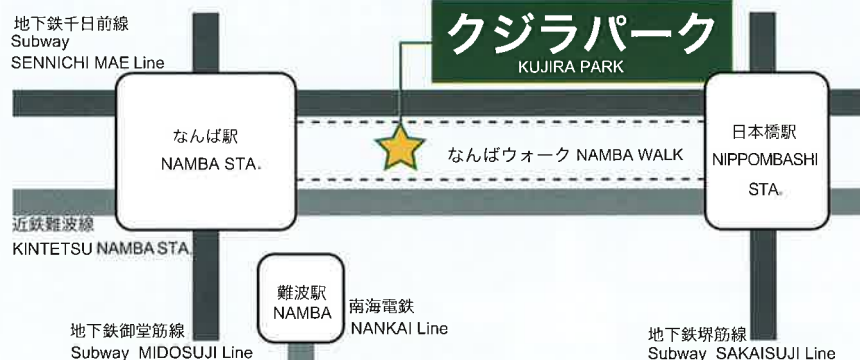 地下鉄千日前線
Subway
SENNICHI MAE Line
クジラパーク
KUJIRA PARK
なんば駅
NAMBA STA.
なんばウォーク NAMBA WALK
日本橋駅
NIPPOMBASHI
STA.
近鉄難波線
KINTETSU NAMBA STA.
難波駅
NAMBA
南海電鉄
NANKAI Line
地下鉄御堂筋線
Subway MIDOSUJI Line
地下鉄堺筋線
Subway SAKAISUJI Line